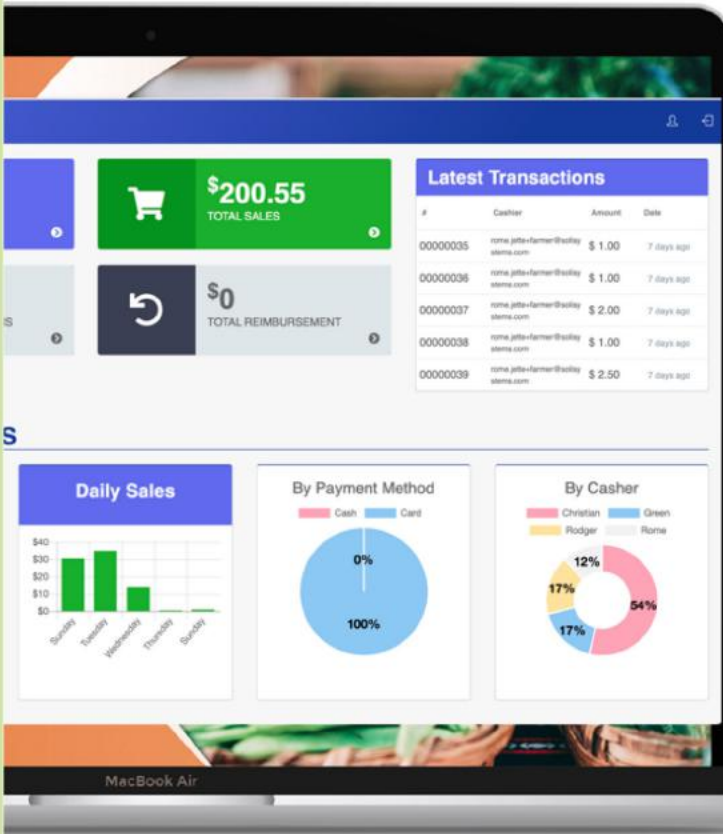 $200.55
TOTAL SALES
$0
TOTAL REIMBURSEMENT
Latest Transactions
# Cashier Amount Date
00000035 $ 1.00 7 days ago
00000036 $ 1.00 7 days ago
00000037 $ 2.00 7 days ago
00000038 $ 1.00 7 days ago
00000039 $ 2.50 7 days ago
S
S
Daily Sales
$40
$30
$20
$10
$0
Sunday Tuesday Wednesday Thursday Sunday
By Payment Method
Cash Card
0%
100%
By Casher
Christian Green
Rodger Rome
12%
17%
54%
17%
MacBook Air